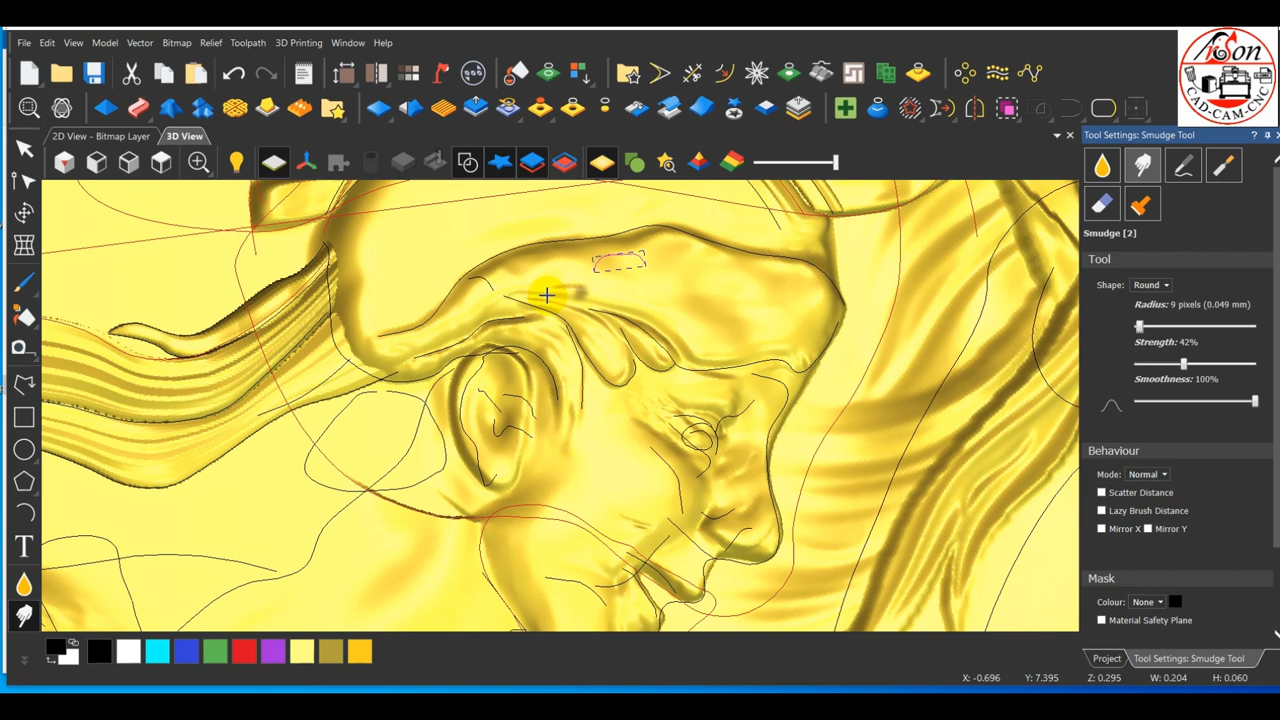 File Edit View Model Vector Bitmap Relief Toolpath 3D Printing Window Help
CAD-CAM-CNC
2D View - Bitmap Layer 3D View
Tool Settings: Smudge Tool
Smudge [2]
Tool
Shape: Round
Radius: 9 pixels (0.049 mm)
Strength: 42%
Smoothness: 100%
Behaviour
Mode: Normal
Scatter Distance
Lazy Brush Distance
Mirror X Mirror Y
Mask
Colour: None
Material Safety Plane
Project Tool Settings: Smudge Tool
X: -0.696 Y: 7.395 Z: 0.295 W: 0.204 H: 0.060